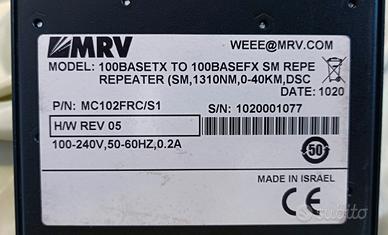 MRV
WEEE@MRV.COM
MODEL: 100BASETX TO 100BASEFX SM REPE
REPEATER (SM,1310NM,0-40KM,DSC
DATE: 1020
P/N: MC102FRC/S1
S/N: 1020001077
H/W REV 05
100-240V,50-60HZ,0.2A
50
MADE IN ISRAEL
CE
subito